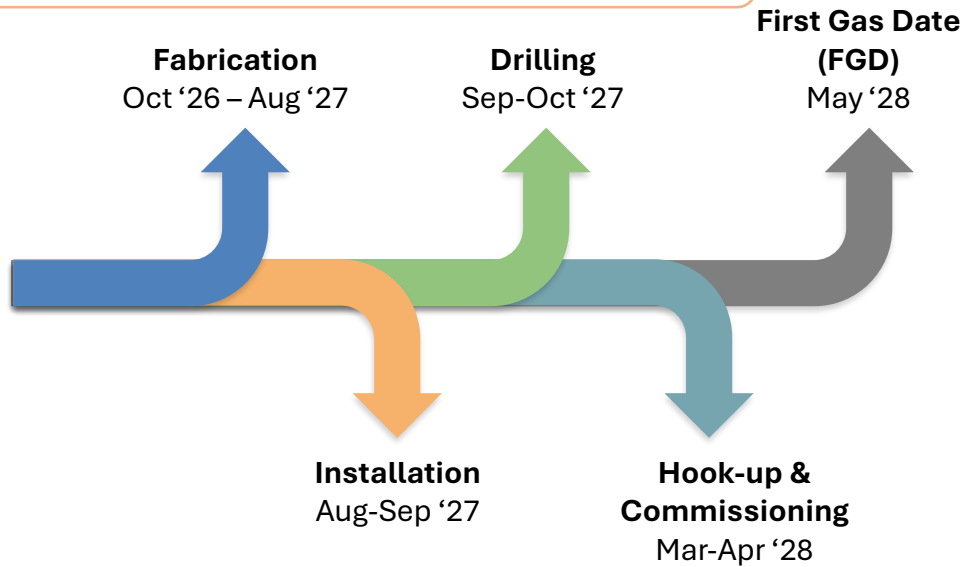 Fabrication
Oct ‘26 – Aug ‘27
Drilling
Sep-Oct ‘27
First Gas Date
(FGD)
May ‘28
Installation
Aug-Sep ‘27
Hook-up &
Commissioning
Mar-Apr ‘28